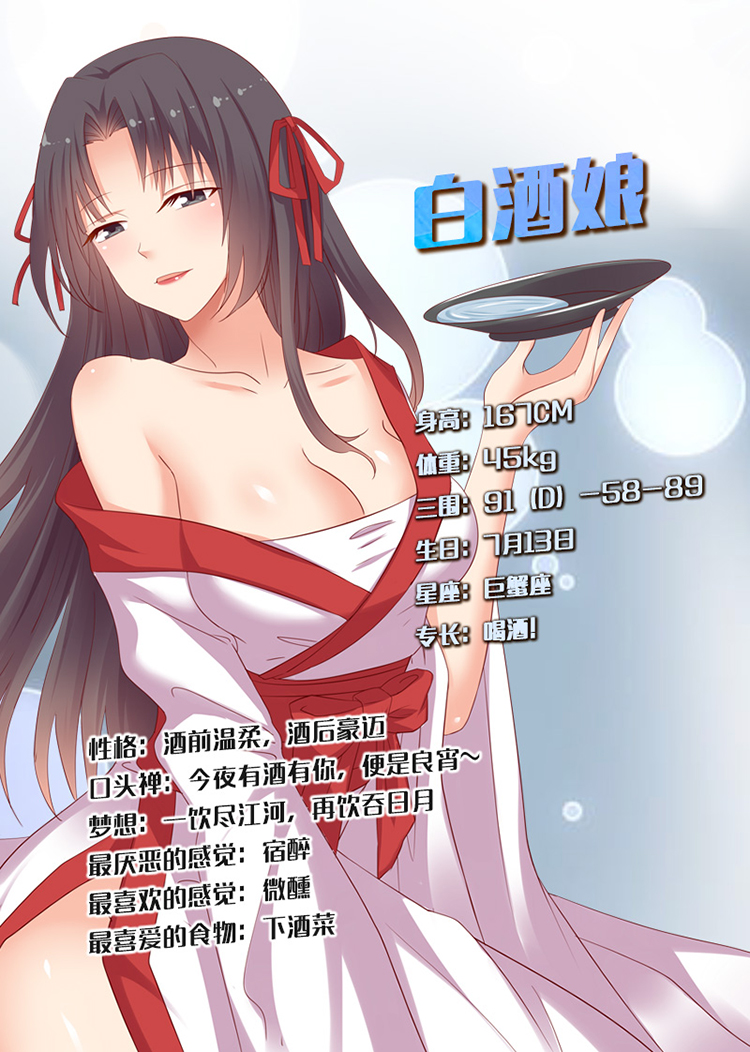 白酒娘
身高：167CM
体重：45kg
三围：91（D）-58-89
生日：7月13日
星座：巨蟹座
专长：喝酒！
性格：酒前温柔，酒后豪迈
口头禅：今夜有酒有你，便是良宵～
梦想：一饮尽江河，再饮吞日月
最厌恶的感觉：宿醉
最喜欢的感觉：微醺
最喜爱的食物：下酒菜